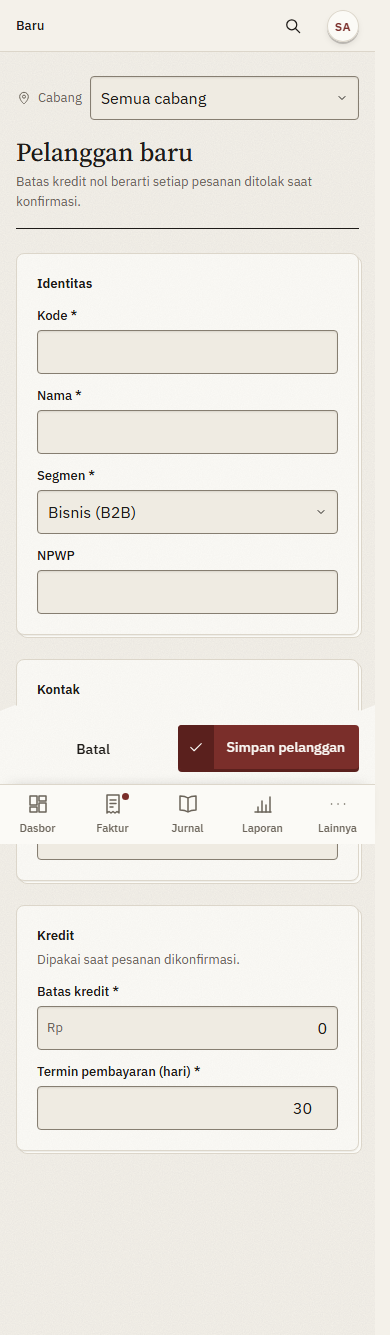 Baru
SA
Cabang
Semua cabang
Pelanggan baru
Batas kredit nol berarti setiap pesanan ditolak saat
konfirmasi.
Identitas
Kode *
Nama *
Segmen *
Bisnis (B2B)
NPWP
Kontak
Batal
Simpan pelanggan
Dasbor
Faktur
Jurnal
Laporan
Lainnya
Kredit
Dipakai saat pesanan dikonfirmasi.
Batas kredit *
Rp
0
Termin pembayaran (hari) *
30